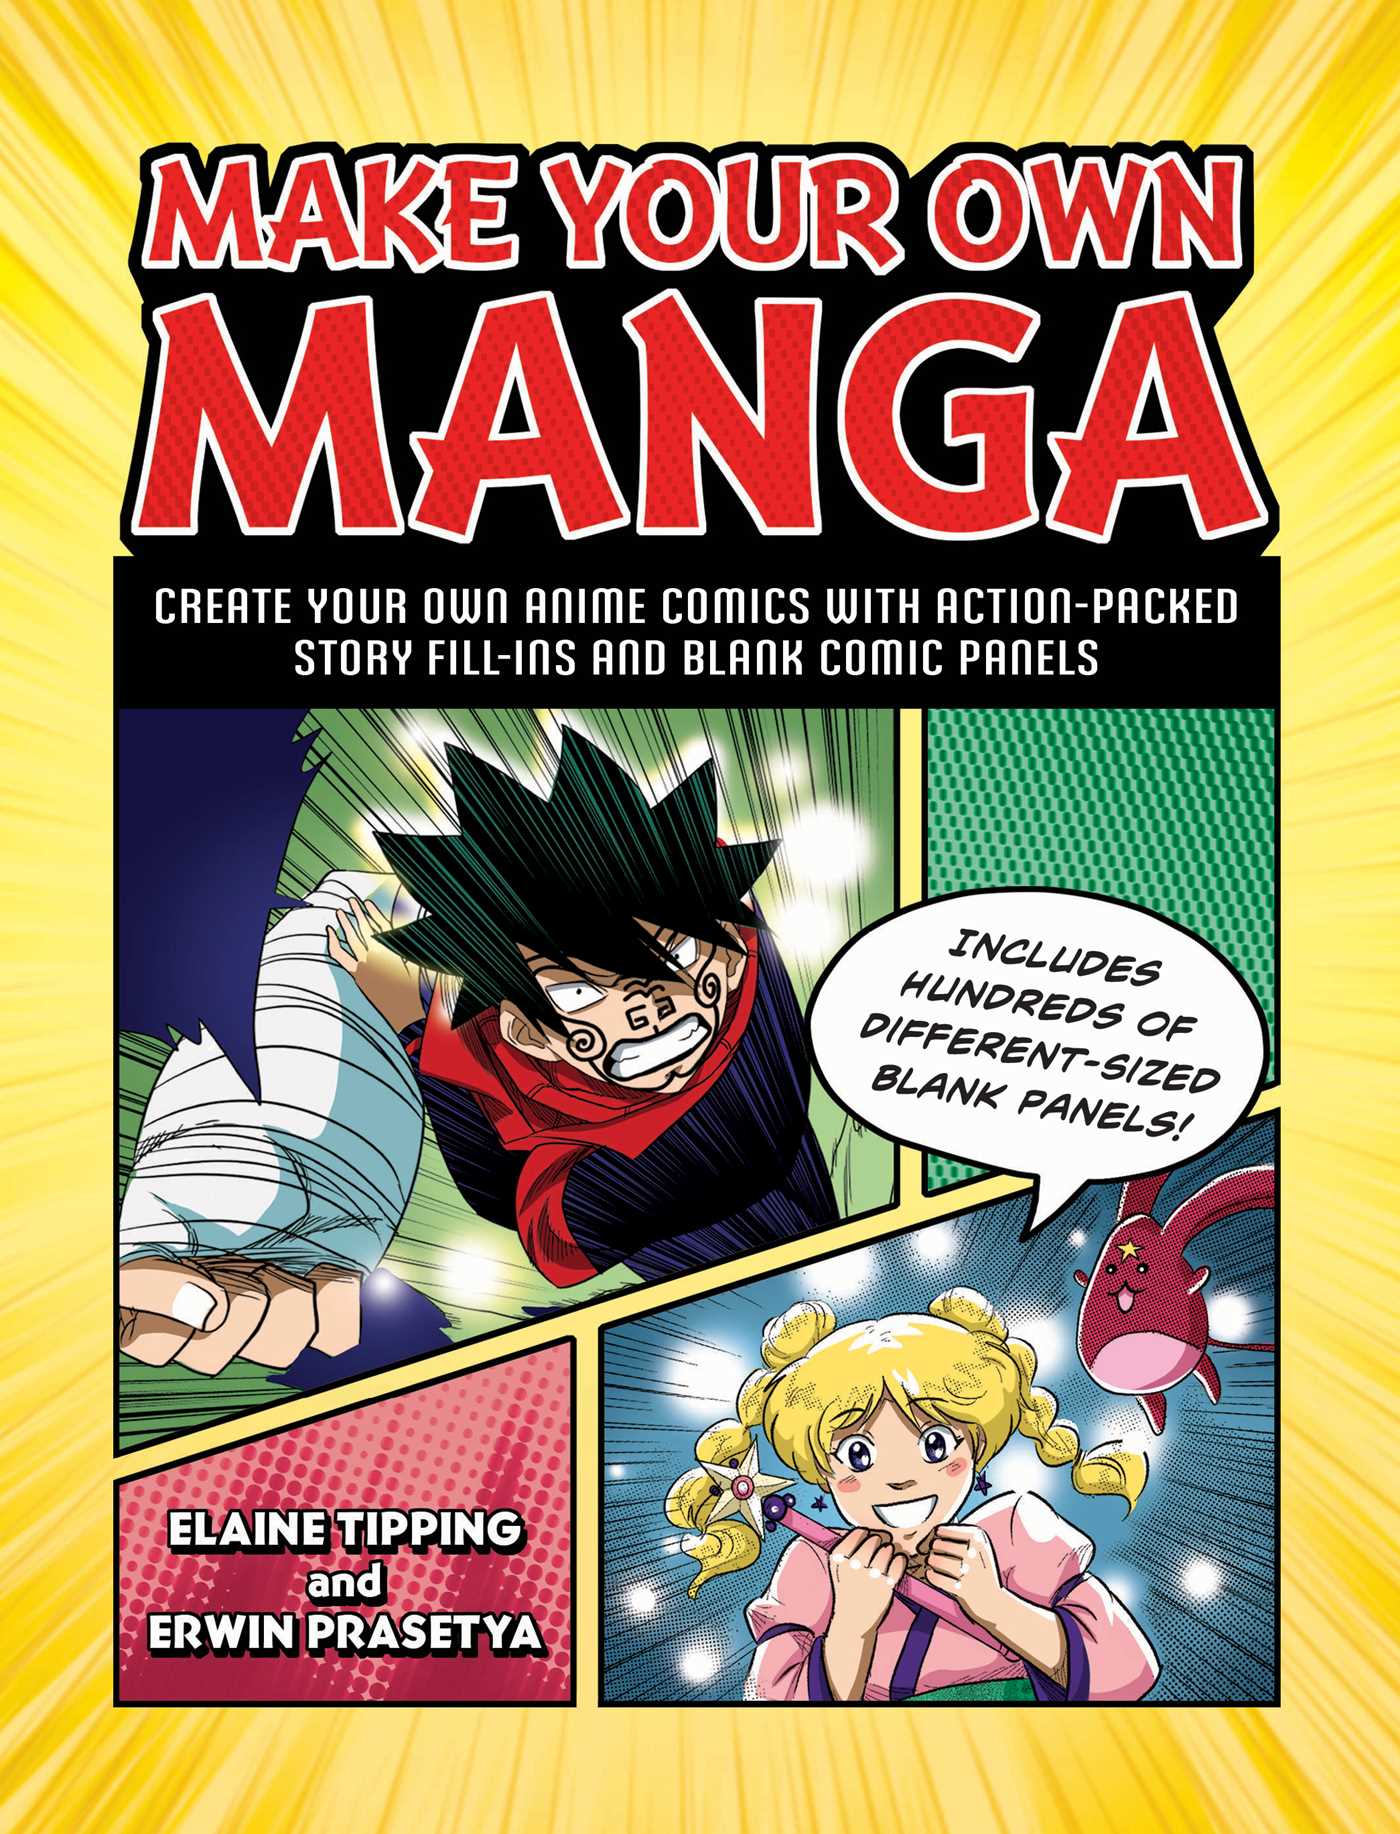 MAKE YOUR OWN
MANGA
CREATE YOUR OWN ANIME COMICS WITH ACTION-PACKED
STORY FILL-INS AND BLANK COMIC PANELS
INCLUDES
HUNDREDS OF
DIFFERENT-SIZED
BLANK PANELS!
ELAINE TIPPING
and
ERWIN PRASETYA